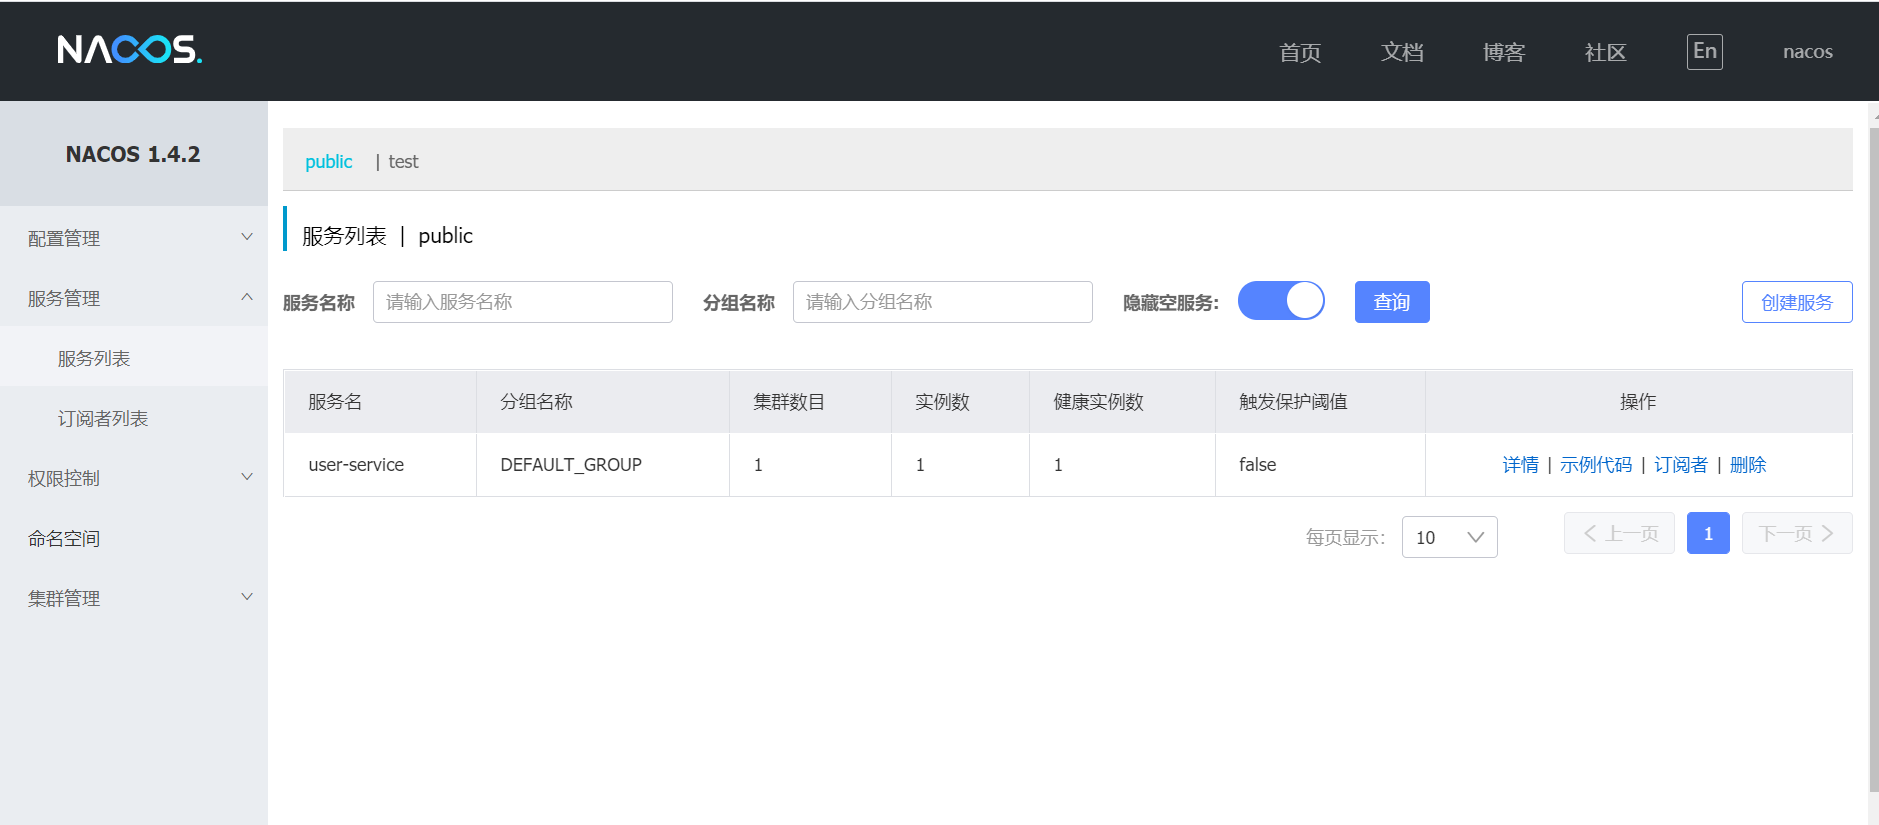 NACOS.
首页 文档 博客 社区 En nacos
NACOS 1.4.2
配置管理
服务管理
服务列表
订阅者列表
权限控制
命名空间
集群管理
public | test
服务列表 | public
服务名称 请输入服务名称 分组名称 请输入分组名称 隐藏空服务: 查询 创建服务
服务名 分组名称 集群数目 实例数 健康实例数 触发保护阈值 操作
user-service DEFAULT_GROUP 1 1 1 false 详情 | 示例代码 | 订阅者 | 删除
每页显示: 10 上一页 1 下一页